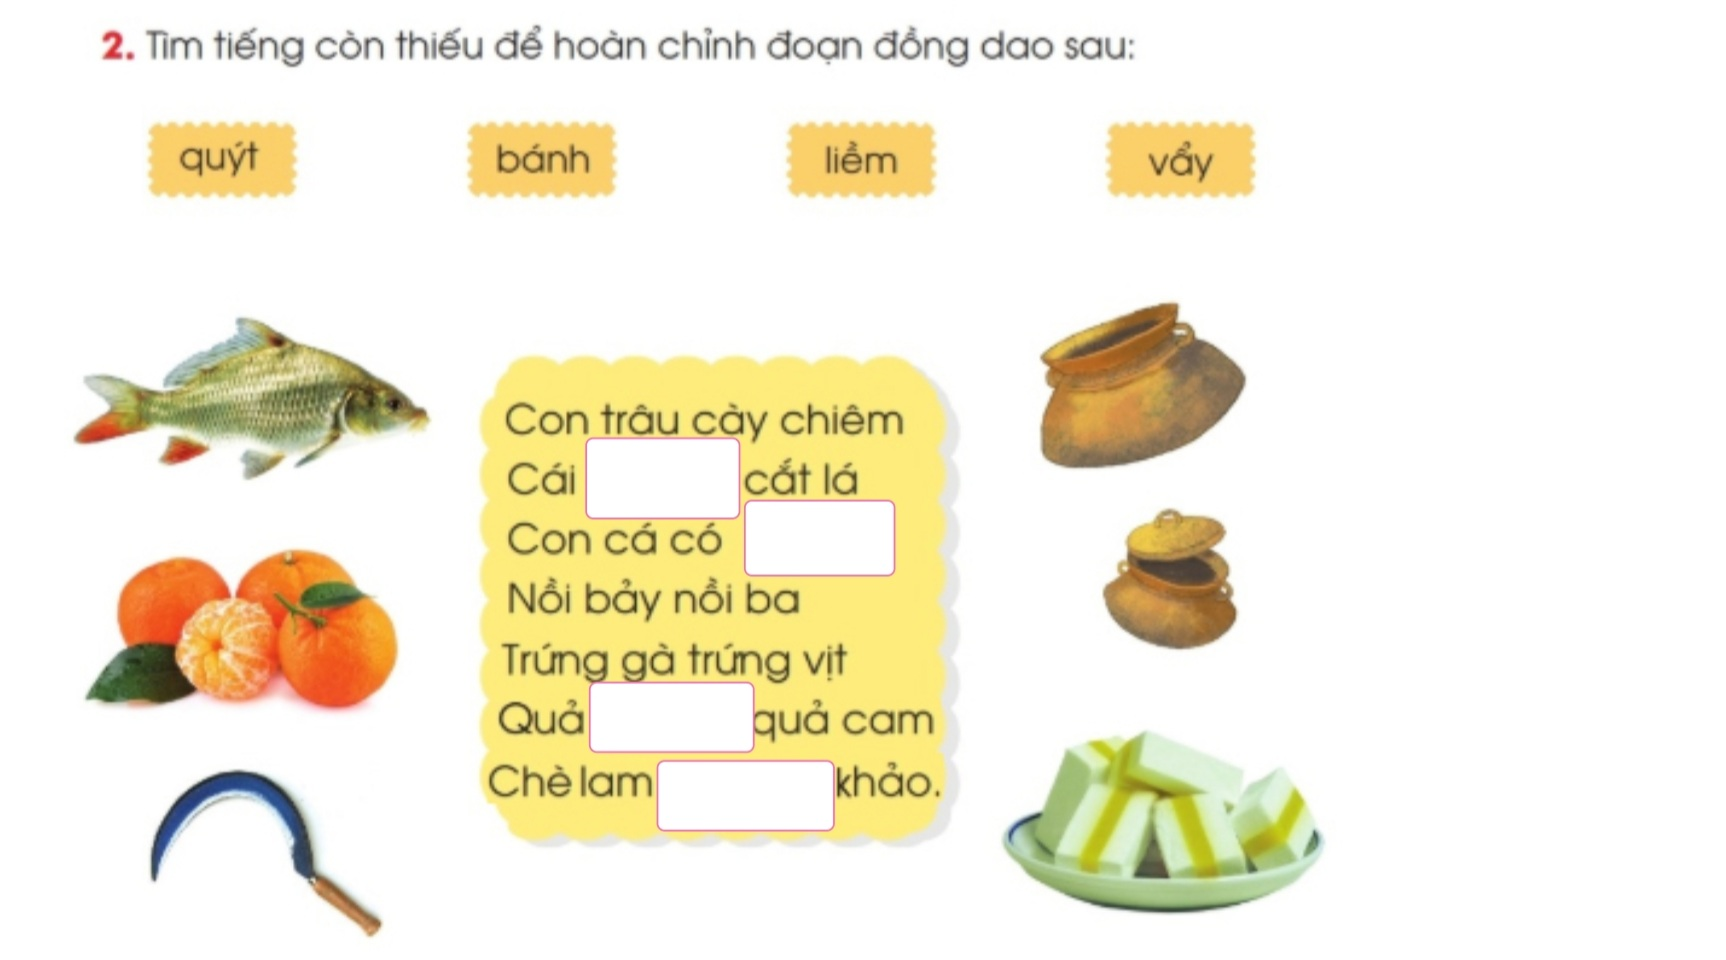 2. Tìm tiếng còn thiếu để hoàn chỉnh đoạn đồng dao sau:
quýt bánh liềm vẩy
Con trâu cày chiêm
Cái cắt lá
Con cá có
Nồi bảy nồi ba
Trứng gà trứng vịt
Quả quả cam
Chè lam khảo.